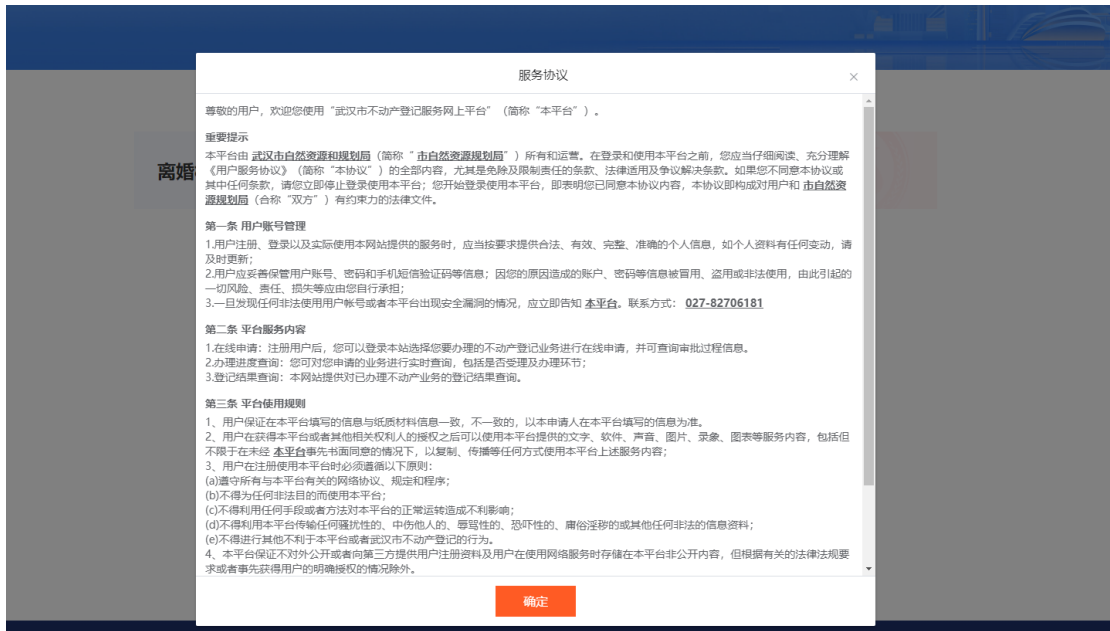 服务协议
×
尊敬的用户，欢迎您使用“武汉市不动产登记服务网上平台”（简称“本平台”）。
重要提示
本平台由 武汉市自然资源和规划局（简称“ 市自然资源规划局”）所有和运营。在登录和使用本平台之前，您应当仔细阅读、充分理解
《用户服务协议》（简称“本协议”）的全部内容，尤其是免除及限制责任的条款、法律适用及争议解决条款。如果您不同意本协议或
其中任何条款，请您立即停止登录使用本平台；您开始登录使用本平台，即表明您已同意本协议内容，本协议即构成对用户和 市自然资
源规划局（合称“双方”）有约束力的法律文件。
离婚
第一条 用户账号管理
1.用户注册、登录以及实际使用本网站提供的服务时，应当按要求提供合法、有效、完整、准确的个人信息，如个人资料有任何变动，请
及时更新；
2.用户应妥善保管用户账号、密码和手机短信验证码等信息；因您的原因造成的账户、密码等信息被冒用、盗用或非法使用，由此引起的
一切风险、责任、损失等应由您自行承担；
3.一旦发现任何非法使用用户帐号或者本平台出现安全漏洞的情况，应立即告知 本平台。联系方式： 027-82706181
第二条 平台服务内容
1.在线申请：注册用户后，您可以登录本站选择您要办理的不动产登记业务进行在线申请，并可查询审批过程信息。
2.办理进度查询：您可对您申请的业务进行实时查询，包括是否受理及办理环节；
3.登记结果查询：本网站提供对已办理不动产业务的登记结果查询。
第三条 平台使用规则
1、用户保证在本平台填写的信息与纸质材料信息一致，不一致的，以本申请人在本平台填写的信息为准。
2、用户在获得本平台或者其他相关权利人的授权之后可以使用本平台提供的文字、软件、声音、图片、录象、图表等服务内容，包括但
不限于在未经 本平台事先书面同意的情况下，以复制、传播等任何方式使用本平台上述服务内容；
3、用户在注册使用本平台时必须遵循以下原则：
(a)遵守所有与本平台有关的网络协议、规定和程序；
(b)不得为任何非法目的而使用本平台；
(c)不得利用任何手段或者方法对本平台的正常运转造成不利影响；
(d)不得利用本平台传输任何骚扰性的、中伤他人的、辱骂性的、恐吓性的、庸俗淫秽的或其他任何非法的信息资料；
(e)不得进行其他不利于本平台或者武汉市不动产登记的行为。
4、本平台保证不对外公开或者向第三方提供用户注册资料及用户在使用网络服务时存储在本平台非公开内容，但根据有关的法律法规要
求或者事先获得用户的明确授权的情况除外。
确定